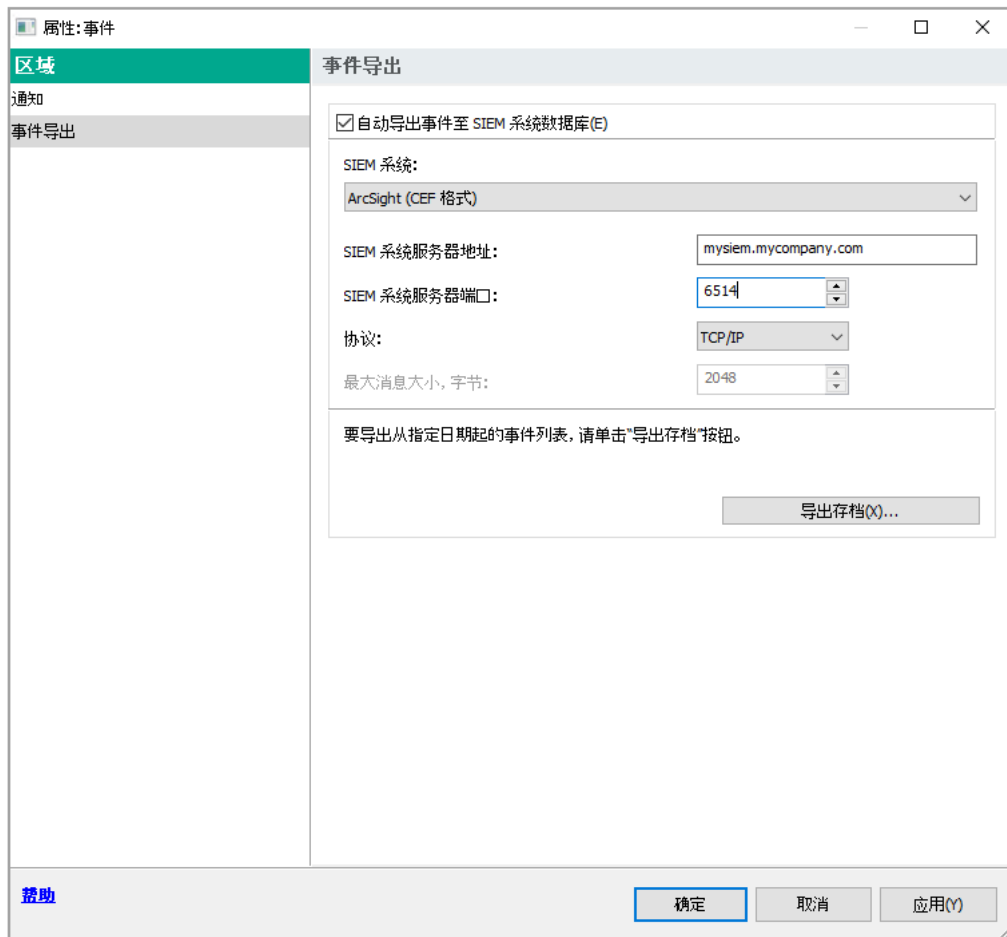 属性:事件
区域
通知
事件导出
事件导出
自动导出事件至 SIEM 系统数据库(E)
SIEM 系统:
ArcSight (CEF 格式)
SIEM 系统服务器地址:
mysiem.mycompany.com
SIEM 系统服务器端口:
6514
协议:
TCP/IP
最大消息大小, 字节:
2048
要导出从指定日期起的事件列表, 请单击“导出存档”按钮。
导出存档(X)...
帮助
确定
取消
应用(Y)